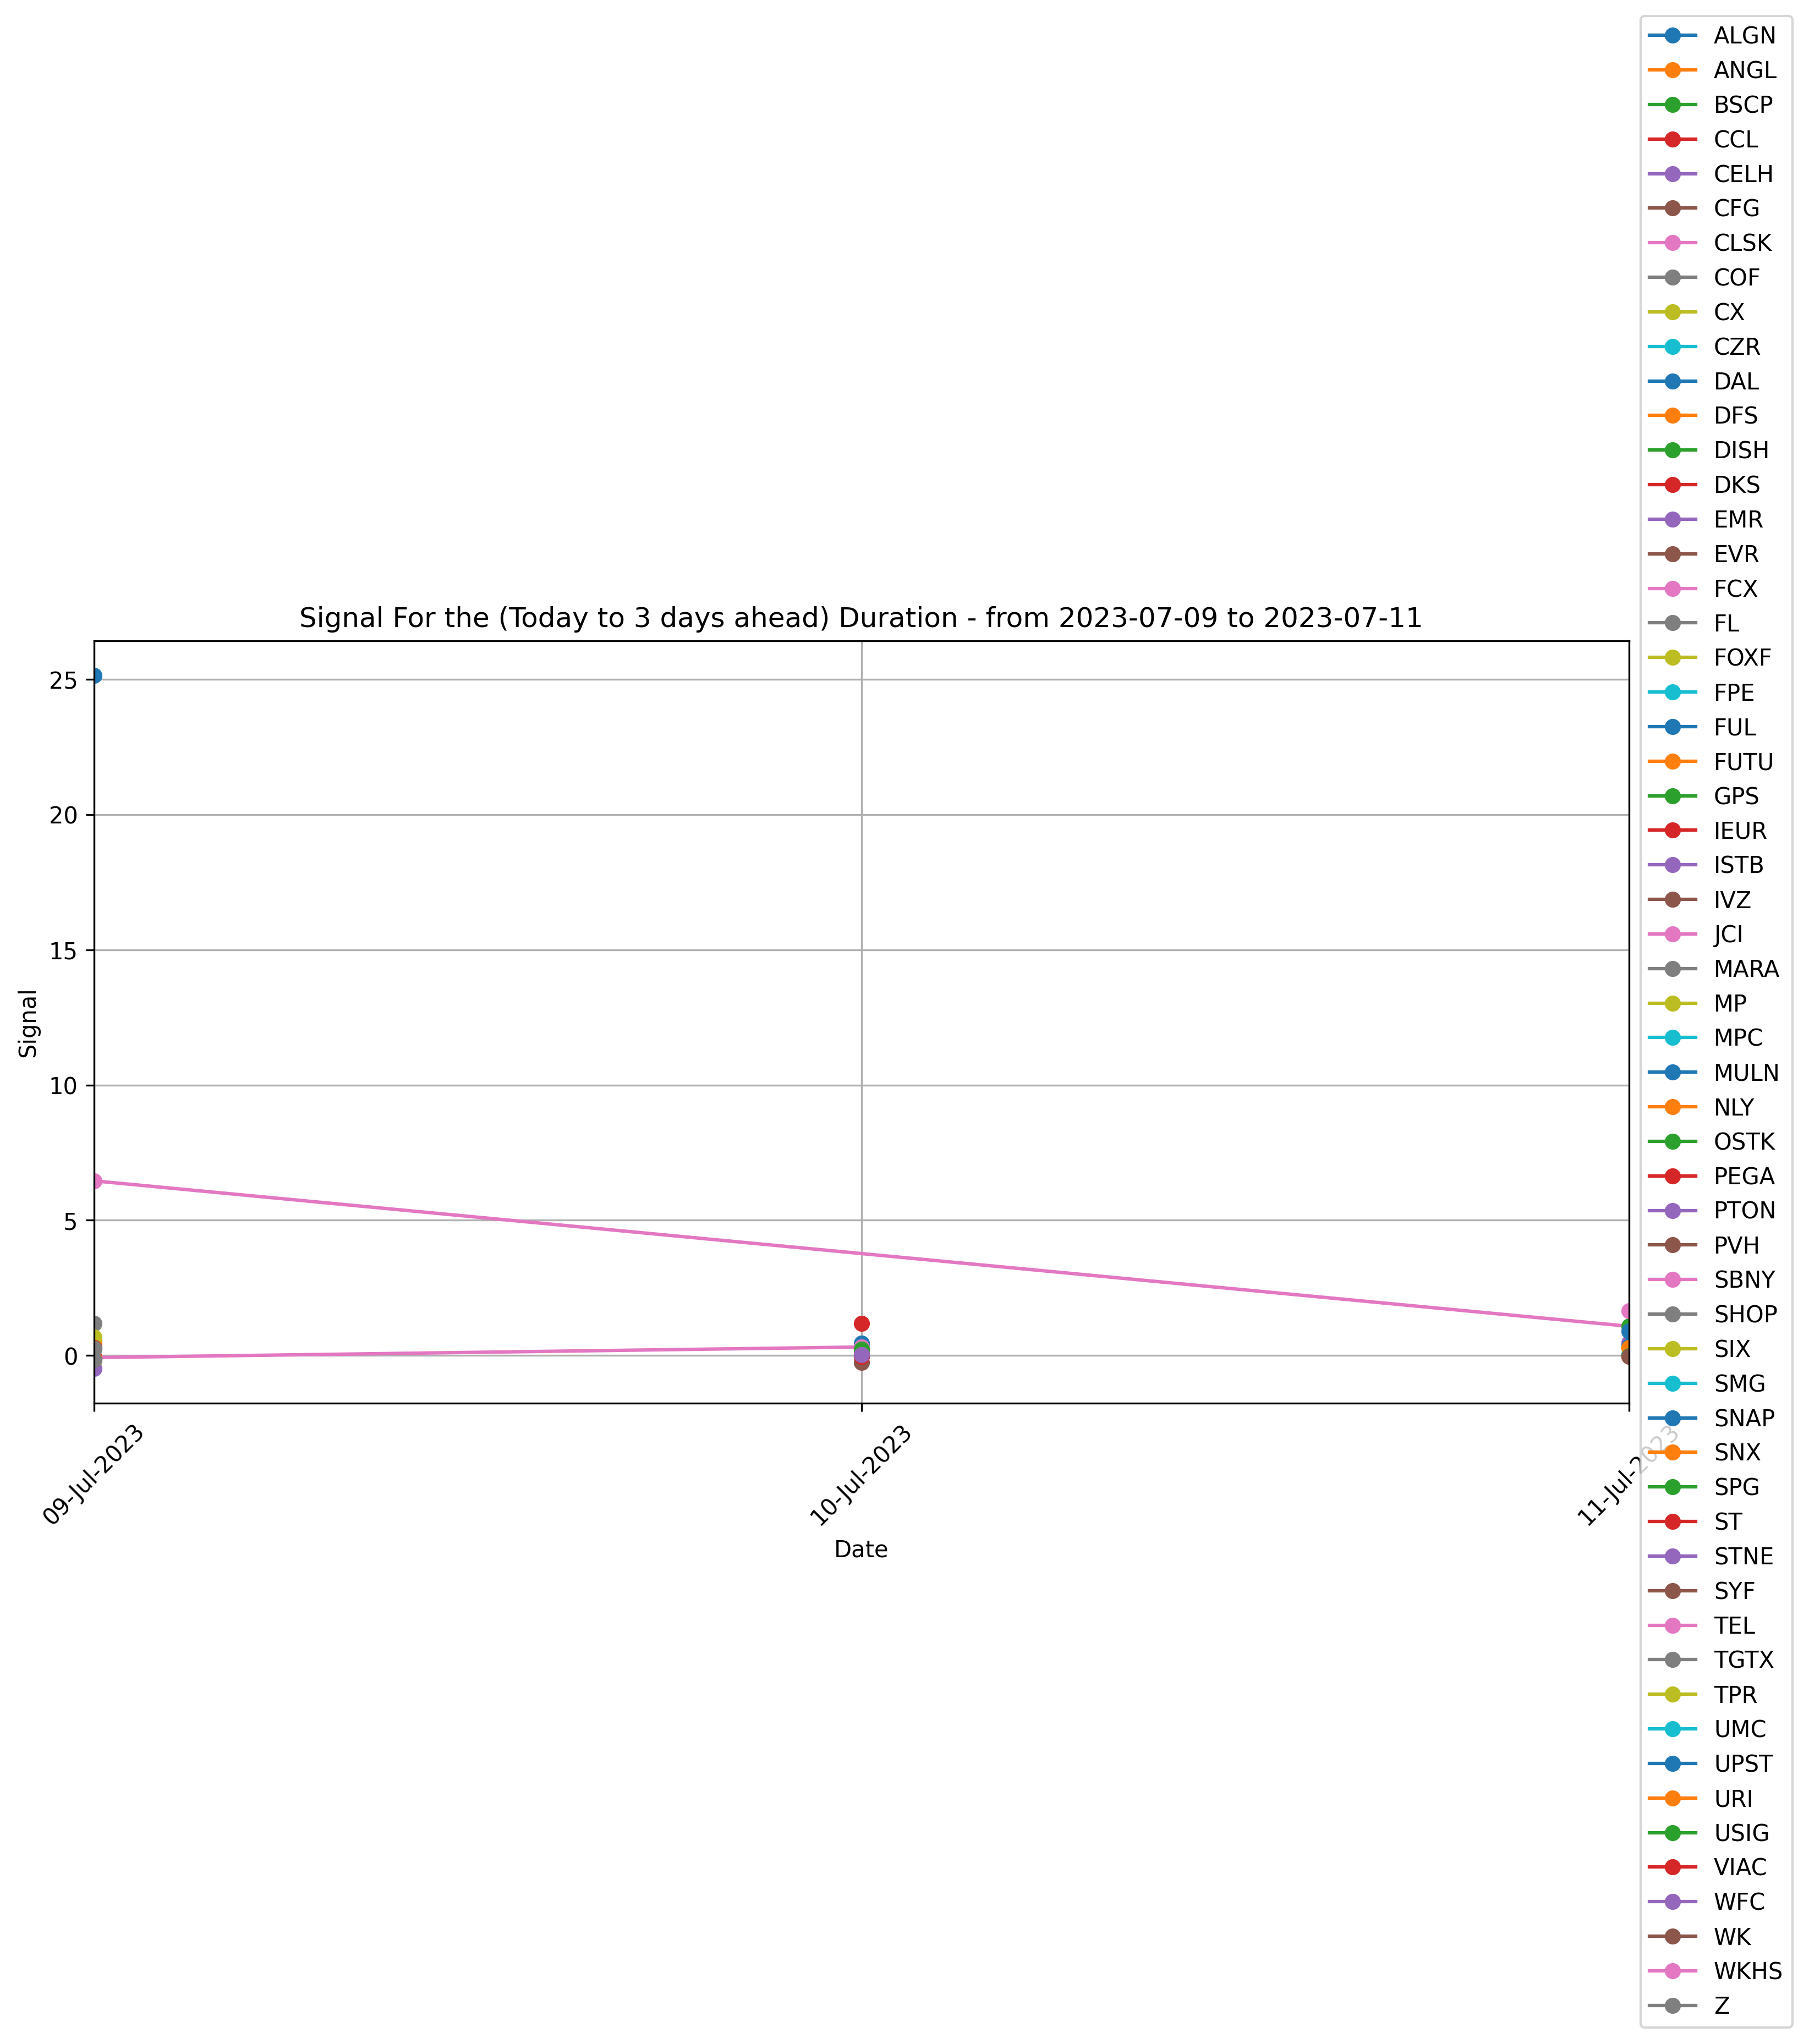 Signal For the (Today to 3 days ahead) Duration - from 2023-07-09 to 2023-07-11
Signal
25
20
15
10
5
0
09-Jul-2023
10-Jul-2023
11-Jul-2023
Date
ALGN
ANGL
BSCP
CCL
CELH
CFG
CLSK
COF
CX
CZR
DAL
DFS
DISH
DKS
EMR
EVR
FCX
FL
FOXF
FPE
FUL
FUTU
GPS
IEUR
ISTB
IVZ
JCI
MARA
MP
MPC
MULN
NLY
OSTK
PEGA
PTON
PVH
SBNY
SHOP
SIX
SMG
SNAP
SNX
SPG
ST
STNE
SYF
TEL
TGTX
TPR
UMC
UPST
URI
USIG
VIAC
WFC
WK
WKHS
Z